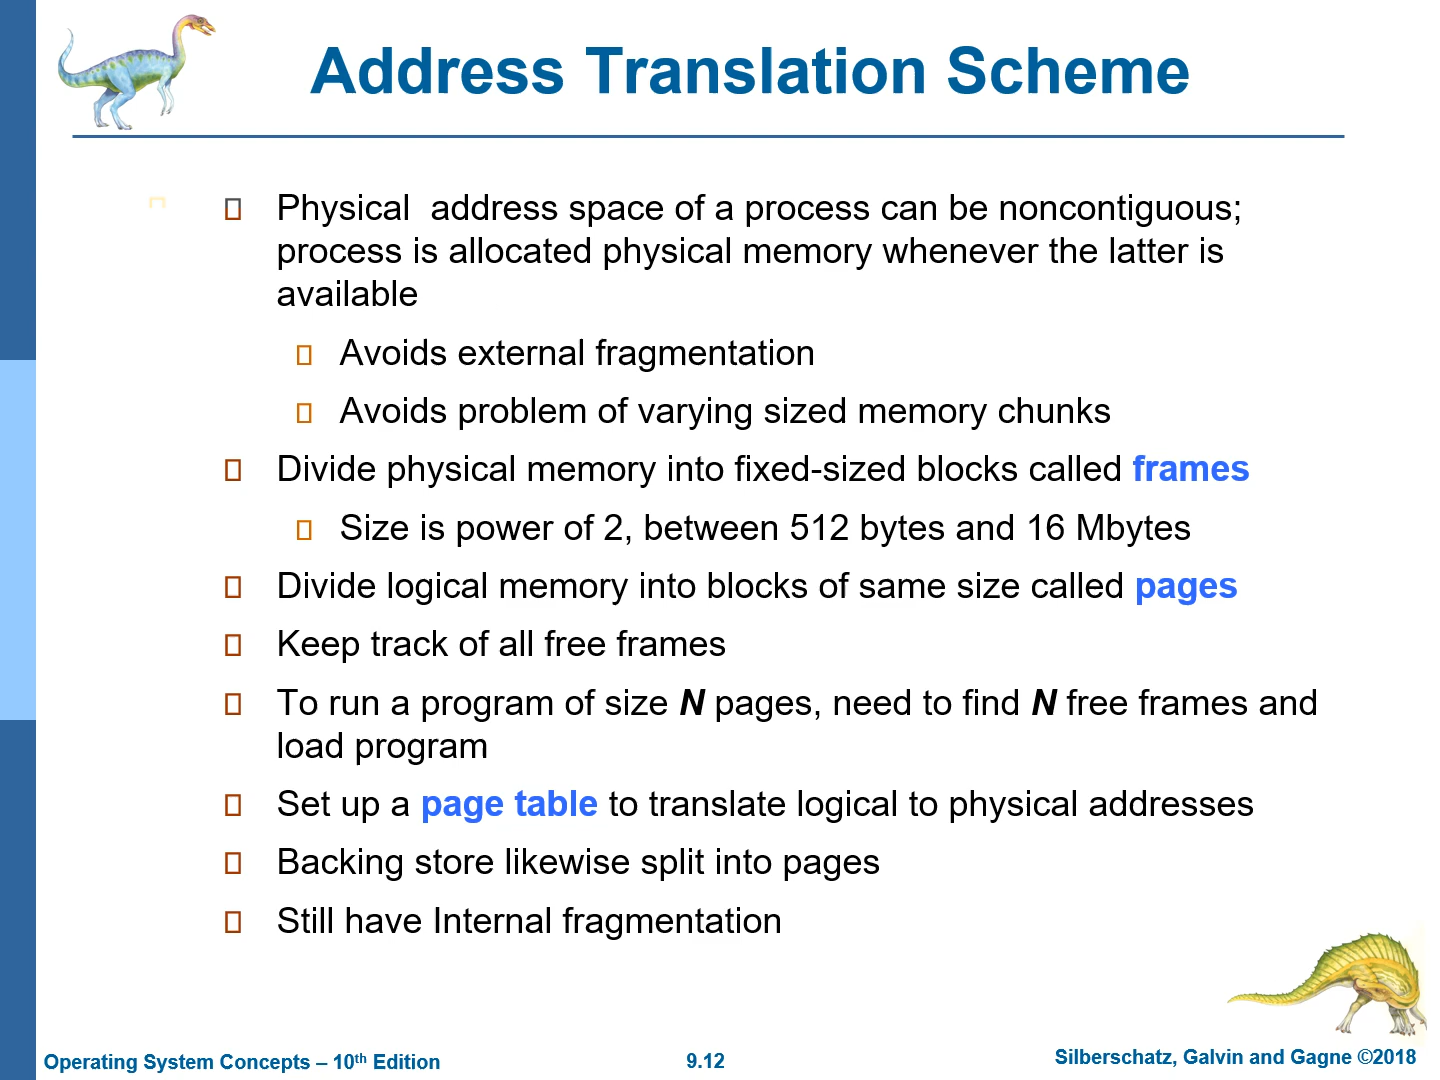 Address Translation Scheme
Physical  address space of a process can be noncontiguous;
process is allocated physical memory whenever the latter is
available
Avoids external fragmentation
Avoids problem of varying sized memory chunks
Divide physical memory into fixed-sized blocks called frames
Size is power of 2, between 512 bytes and 16 Mbytes
Divide logical memory into blocks of same size called pages
Keep track of all free frames
To run a program of size N pages, need to find N free frames and
load program
Set up a page table to translate logical to physical addresses
Backing store likewise split into pages
Still have Internal fragmentation
Operating System Concepts – 10th Edition
9.12
Silberschatz, Galvin and Gagne ©2018